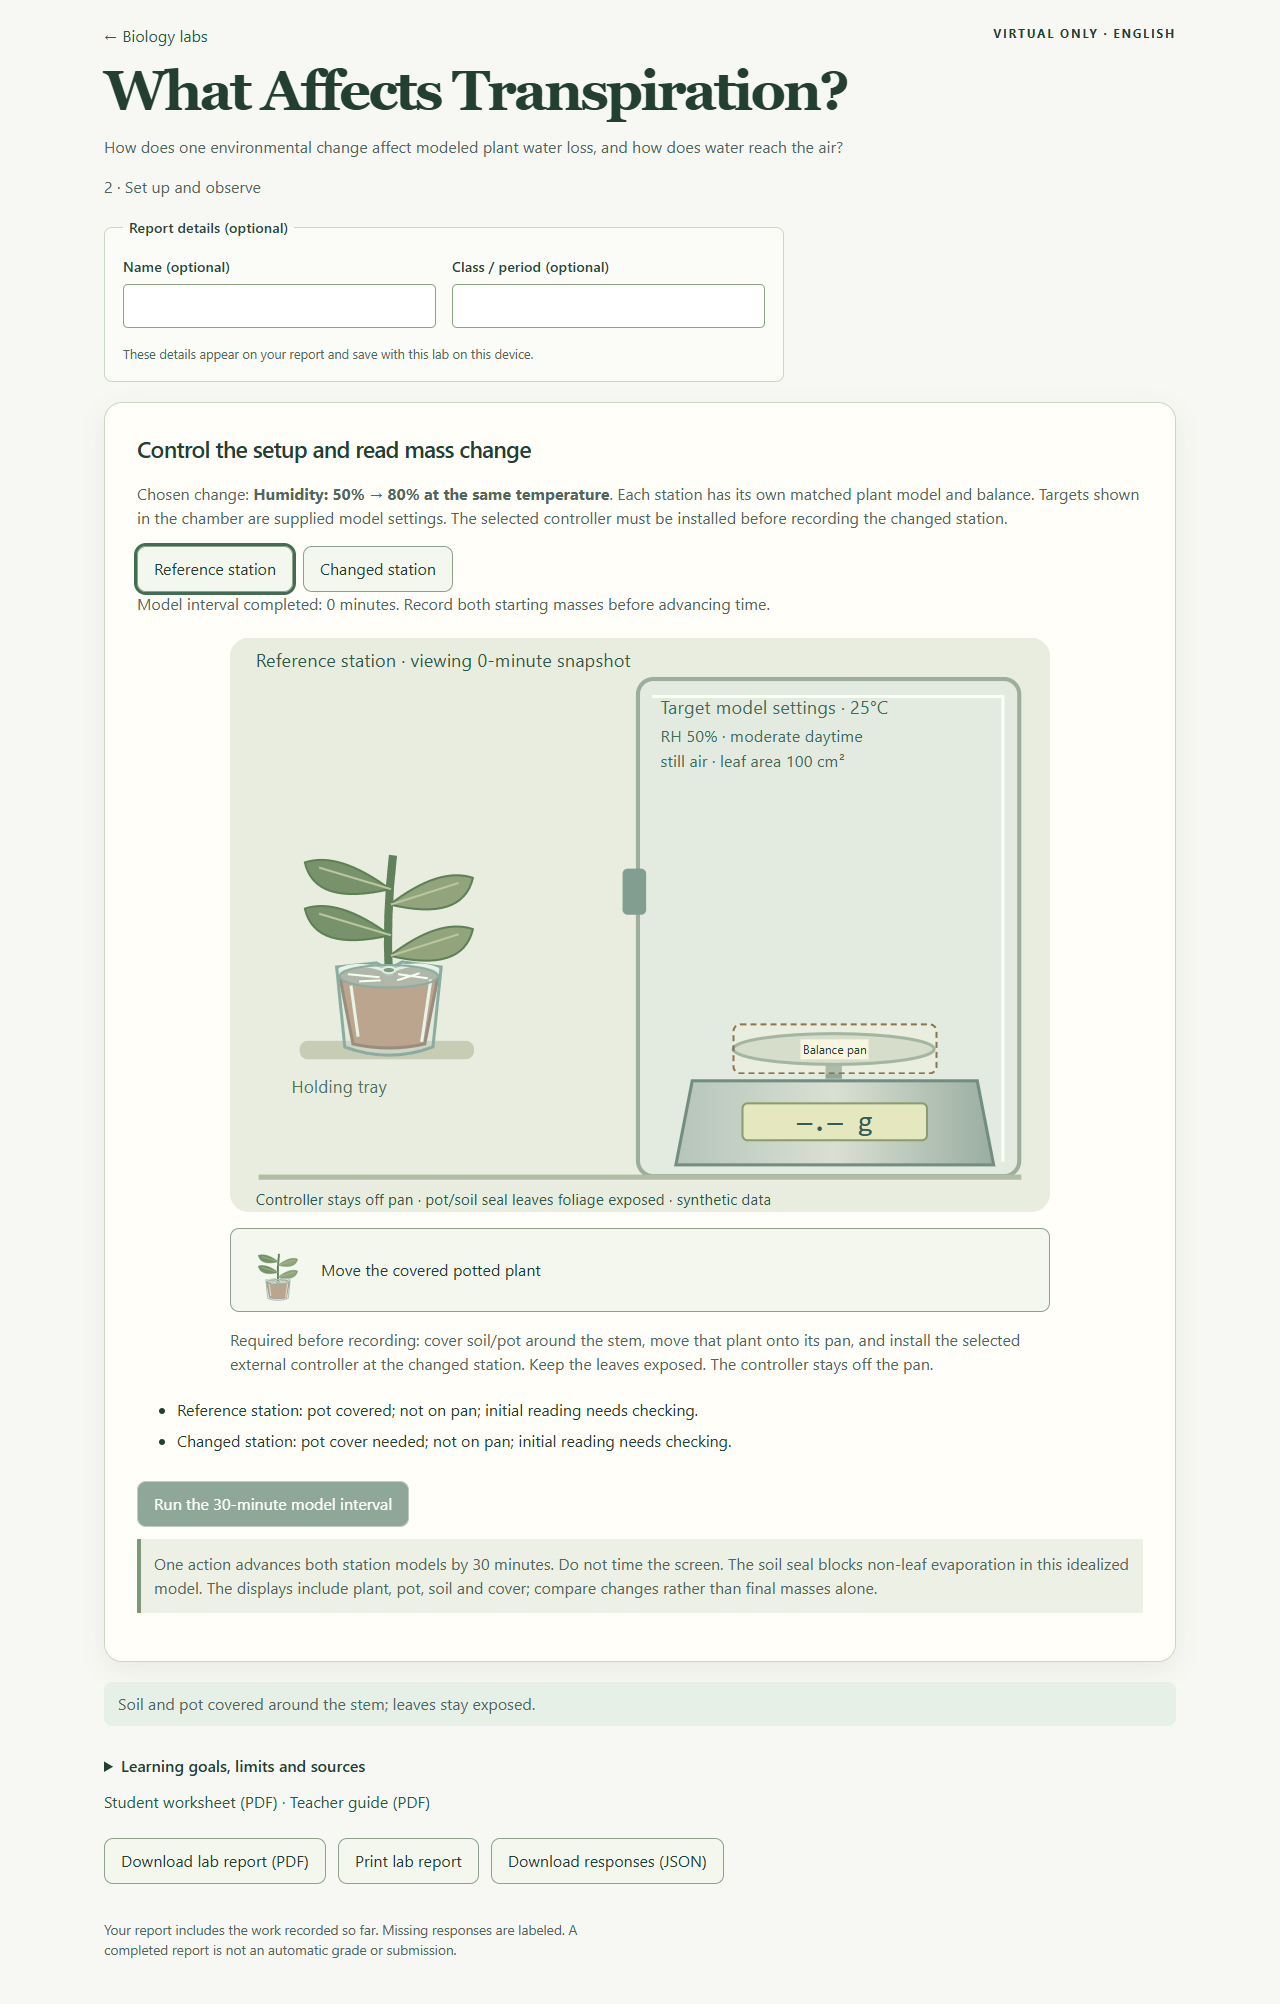 ← Biology labs
VIRTUAL ONLY · ENGLISH
What Affects Transpiration?
How does one environmental change affect modeled plant water loss, and how does water reach the air?
2 · Set up and observe
Report details (optional)
Name (optional)
Class / period (optional)
These details appear on your report and save with this lab on this device.
Control the setup and read mass change
Chosen change: Humidity: 50% → 80% at the same temperature. Each station has its own matched plant model and balance. Targets shown
in the chamber are supplied model settings. The selected controller must be installed before recording the changed station.
Reference station
Changed station
Model interval completed: 0 minutes. Record both starting masses before advancing time.
Reference station · viewing 0-minute snapshot
Target model settings · 25°C
RH 50% · moderate daytime
still air · leaf area 100 cm²
Balance pan
Holding tray
—.— g
Controller stays off pan · pot/soil seal leaves foliage exposed · synthetic data
Move the covered potted plant
Required before recording: cover soil/pot around the stem, move that plant onto its pan, and install the selected
external controller at the changed station. Keep the leaves exposed. The controller stays off the pan.
• Reference station: pot covered; not on pan; initial reading needs checking.
• Changed station: pot cover needed; not on pan; initial reading needs checking.
Run the 30-minute model interval
One action advances both station models by 30 minutes. Do not time the screen. The soil seal blocks non-leaf evaporation in this idealized
model. The displays include plant, pot, soil and cover; compare changes rather than final masses alone.
Soil and pot covered around the stem; leaves stay exposed.
▶ Learning goals, limits and sources
Student worksheet (PDF) · Teacher guide (PDF)
Download lab report (PDF)
Print lab report
Download responses (JSON)
Your report includes the work recorded so far. Missing responses are labeled. A
completed report is not an automatic grade or submission.